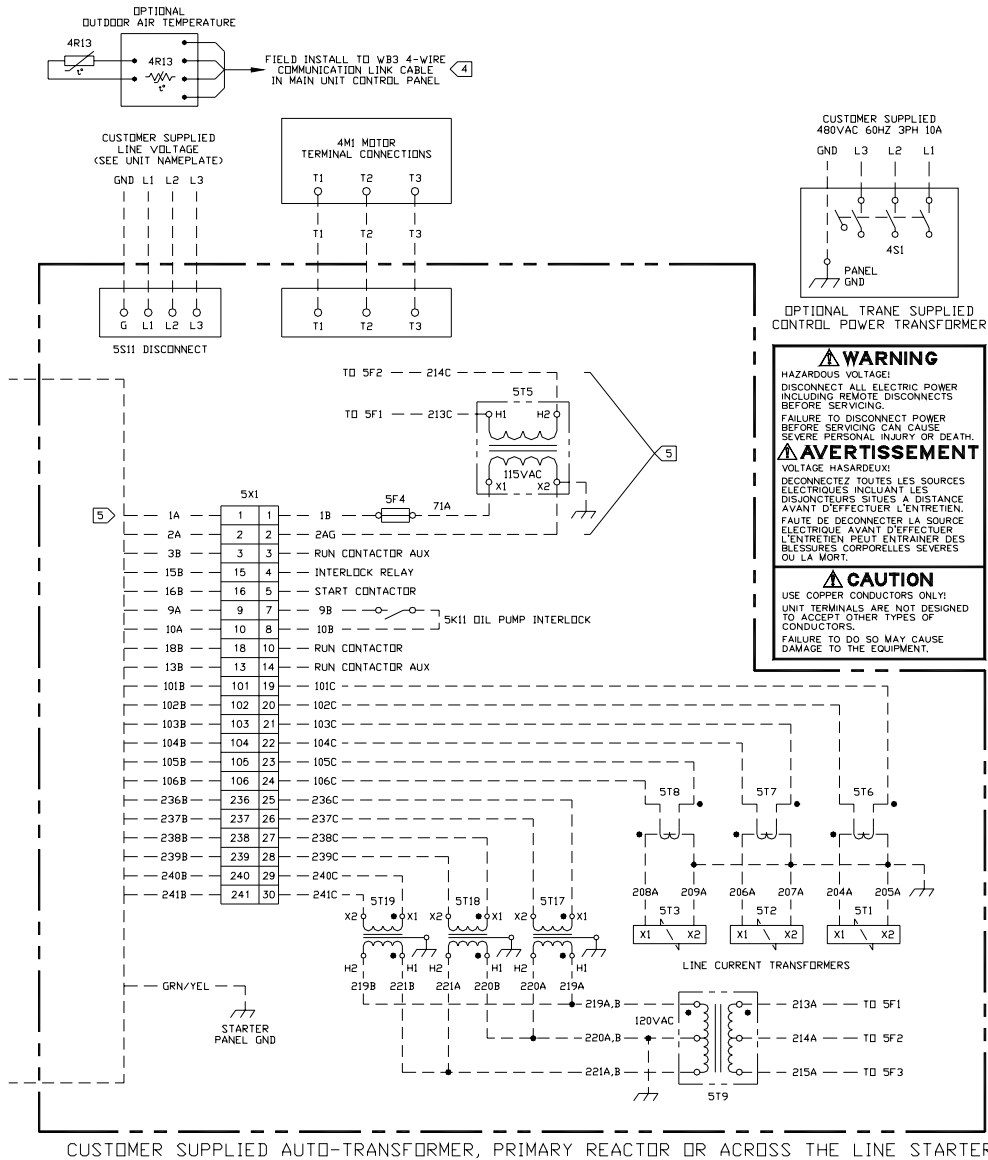 OPTIONAL
OUTDOOR AIR TEMPERATURE
4R13
t°
4R13
t°
FIELD INSTALL TO WB3 4-WIRE
COMMUNICATION LINK CABLE
IN MAIN UNIT CONTROL PANEL
4
CUSTOMER SUPPLIED
LINE VOLTAGE
(SEE UNIT NAMEPLATE)
GND L1 L2 L3
4M1 MOTOR
TERMINAL CONNECTIONS
T1 T2 T3
T1 T2 T3
CUSTOMER SUPPLIED
480VAC 60HZ 3PH 10A
GND L3 L2 L1
4S1
PANEL
GND
OPTIONAL TRANE SUPPLIED
CONTROL POWER TRANSFORMER
G L1 L2 L3
5S11 DISCONNECT
T1 T2 T3
WARNING
HAZARDOUS VOLTAGE!
DISCONNECT ALL ELECTRIC POWER
INCLUDING REMOTE DISCONNECTS
BEFORE SERVICING.
FAILURE TO DISCONNECT POWER
BEFORE SERVICING CAN CAUSE
SEVERE PERSONAL INJURY OR DEATH.
AVERTISSEMENT
VOLTAGE HASARDEUX!
DECONNECTEZ TOUTES LES SOURCES
ELECTRIQUES INCLUANT LES
DISJONCTEURS SITUES A DISTANCE
AVANT D'EFFECTUER L'ENTRETIEN.
FAUTE DE DECONNECTER LA SOURCE
ELECTRIQUE AVANT D'EFFECTUER
L'ENTRETIEN PEUT ENTRAINER DES
BLESSURES CORPORELLES SEVERES
OU LA MORT.
CAUTION
USE COPPER CONDUCTORS ONLY!
UNIT TERMINALS ARE NOT DESIGNED
TO ACCEPT OTHER TYPES OF
CONDUCTORS.
FAILURE TO DO SO MAY CAUSE
DAMAGE TO THE EQUIPMENT.
TO 5F2 214C
5T5
TO 5F1 213C H1 H2
115VAC
X1 X2
5
5X1
5F4 71A
5 1A 1 1 1B
2A 2 2 2AG
3B 3 3 RUN CONTACTOR AUX
15B 15 4 INTERLOCK RELAY
16B 16 5 START CONTACTOR
9A 9 7 9B
5K11 OIL PUMP INTERLOCK
10A 10 8 10B
18B 18 10 RUN CONTACTOR
13B 13 14 RUN CONTACTOR AUX
101B 101 19 101C
102B 102 20 102C
103B 103 21 103C
104B 104 22 104C
105B 105 23 105C
106B 106 24 106C
236B 236 25 236C
237B 237 26 237C
238B 238 27 238C
239B 239 28 239C
240B 240 29 240C
241B 241 30 241C
5T8 5T7 5T6
208A 209A 206A 207A 204A 205A
5T3 5T2 5T1
X1 X2 X1 X2 X1 X2
LINE CURRENT TRANSFORMERS
5T19 5T18 5T17
X2 X1 X2 X1 X2 X1
H2 H1 H2 H1 H2 H1
219B 221B 221A 220B 220A 219A
GRN/YEL
STARTER
PANEL GND
219A,B 213A TO 5F1
120VAC
220A,B 214A TO 5F2
221A,B 215A TO 5F3
5T9
CUSTOMER SUPPLIED AUTO-TRANSFORMER, PRIMARY REACTOR OR ACROSS THE LINE STARTER